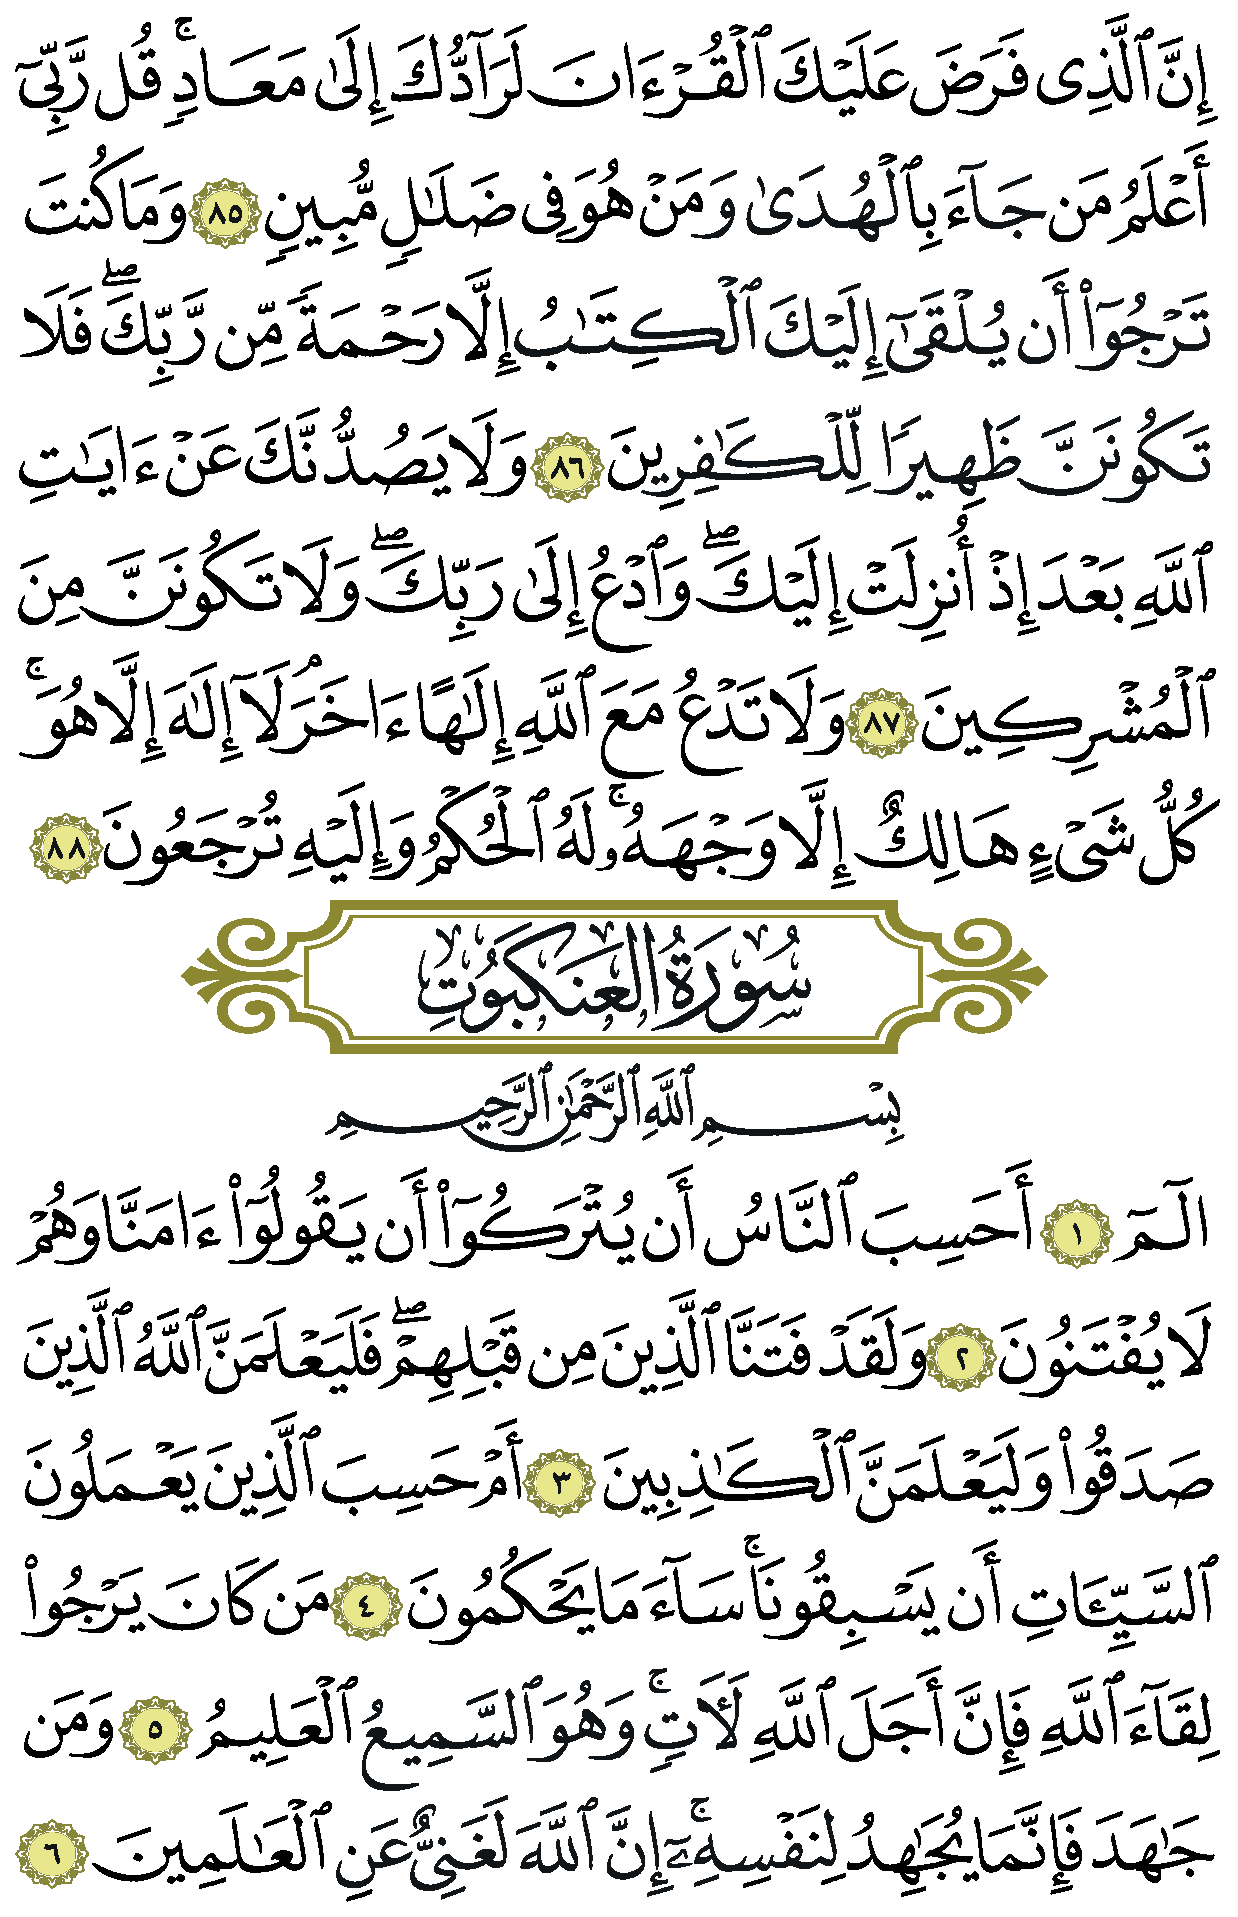 إِنَّ ٱلَّذِى فَرَضَ عَلَيْكَ ٱلْقُرْءَانَ لَرَآدُّكَ إِلَىٰ مَعَادٍ ۚ قُل رَّبِّىٓ
أَعْلَمُ مَن جَآءَ بِٱلْهُدَىٰ وَمَنْ هُوَ فِى ضَلَـٰلٍ مُّبِينٍ ٨٥ وَمَا كُنتَ
تَرْجُوٓا۟ أَن يُلْقَىٰٓ إِلَيْكَ ٱلْكِتَـٰبُ إِلَّا رَحْمَةً مِّن رَّبِّكَ ۖ فَلَا
تَكُونَنَّ ظَهِيرًا لِّلْكَـٰفِرِينَ ٨٦ وَلَا يَصُدُّنَّكَ عَنْ ءَايَـٰتِ
ٱللَّهِ بَعْدَ إِذْ أُنزِلَتْ إِلَيْكَ ۖ وَٱدْعُ إِلَىٰ رَبِّكَ ۖ وَلَا تَكُونَنَّ مِنَ
ٱلْمُشْرِكِينَ ٨٧ وَلَا تَدْعُ مَعَ ٱللَّهِ إِلَـٰهًا ءَاخَرَ ۘ لَآ إِلَـٰهَ إِلَّا هُوَ ۚ
كُلُّ شَىْءٍ هَالِكٌ إِلَّا وَجْهَهُۥ ۚ لَهُ ٱلْحُكْمُ وَإِلَيْهِ تُرْجَعُونَ ٨٨
سُورَةُ الْعَنْكَبُوتِ
بِسْمِ ٱللَّهِ ٱلرَّحْمَـٰنِ ٱلرَّحِيمِ
الٓمٓ ١ أَحَسِبَ ٱلنَّاسُ أَن يُتْرَكُوٓا۟ أَن يَقُولُوٓا۟ ءَامَنَّا وَهُمْ
لَا يُفْتَنُونَ ٢ وَلَقَدْ فَتَنَّا ٱلَّذِينَ مِن قَبْلِهِمْ ۖ فَلَيَعْلَمَنَّ ٱللَّهُ ٱلَّذِينَ
صَدَقُوا۟ وَلَيَعْلَمَنَّ ٱلْكَـٰذِبِينَ ٣ أَمْ حَسِبَ ٱلَّذِينَ يَعْمَلُونَ
ٱلسَّيِّـَٔاتِ أَن يَسْبِقُونَا ۚ سَآءَ مَا يَحْكُمُونَ ٤ مَن كَانَ يَرْجُوا۟
لِقَآءَ ٱللَّهِ فَإِنَّ أَجَلَ ٱللَّهِ لَـَٔاتٍ ۚ وَهُوَ ٱلسَّمِيعُ ٱلْعَلِيمُ ٥ وَمَن
جَـٰهَدَ فَإِنَّمَا يُجَـٰهِدُ لِنَفْسِهِۦٓ ۚ إِنَّ ٱللَّهَ لَغَنِىٌّ عَنِ ٱلْعَـٰلَمِينَ ٦